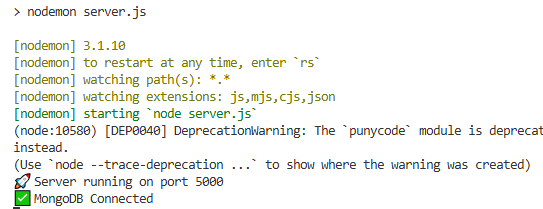 > nodemon server.js
[nodemon] 3.1.10
[nodemon] to restart at any time, enter `rs`
[nodemon] watching path(s): *.*
[nodemon] watching extensions: js,mjs,cjs,json
[nodemon] starting `node server.js`
(node:10580) [DEP0040] DeprecationWarning: The `punycode` module is deprecat
instead.
(Use `node --trace-deprecation ...` to show where the warning was created)
🚀 Server running on port 5000
✅ MongoDB Connected